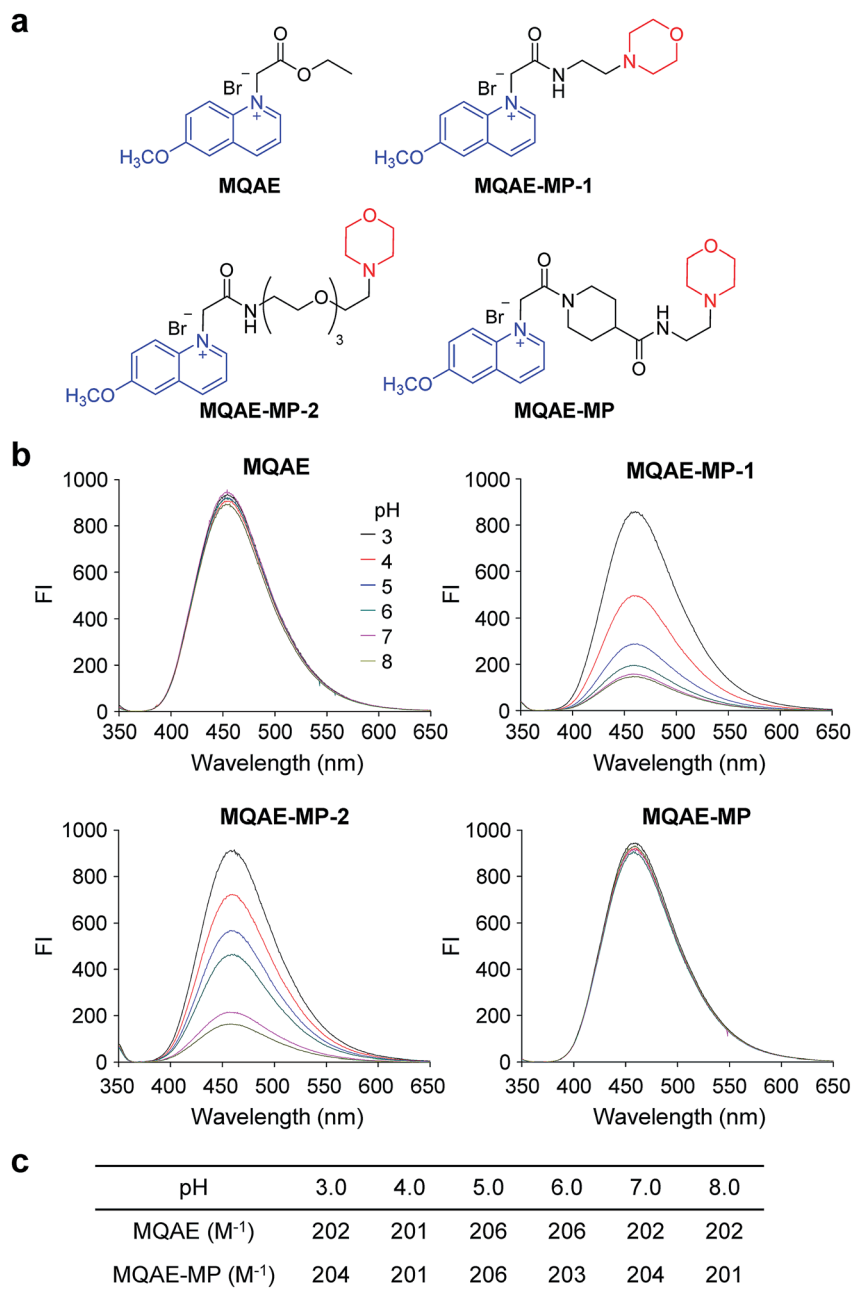 a
O
O
Br
−
N
+
H₃CO
MQAE
O
N
H
N
O
Br
−
N
+
H₃CO
MQAE-MP-1
O
N
O
N
H
O
3
Br
−
N
+
H₃CO
MQAE-MP-2
O
N
O
N
H
N
O
Br
−
N
+
H₃CO
MQAE-MP
b
MQAE
1000
800
600
400
200
0
FI
pH
3
4
5
6
7
8
350 400 450 500 550 600 650
Wavelength (nm)
MQAE-MP-1
1000
800
600
400
200
0
FI
350 400 450 500 550 600 650
Wavelength (nm)
MQAE-MP-2
1000
800
600
400
200
0
FI
350 400 450 500 550 600 650
Wavelength (nm)
MQAE-MP
1000
800
600
400
200
0
FI
350 400 450 500 550 600 650
Wavelength (nm)
c
pH 3.0 4.0 5.0 6.0 7.0 8.0
MQAE (M⁻¹) 202 201 206 206 202 202
MQAE-MP (M⁻¹) 204 201 206 203 204 201